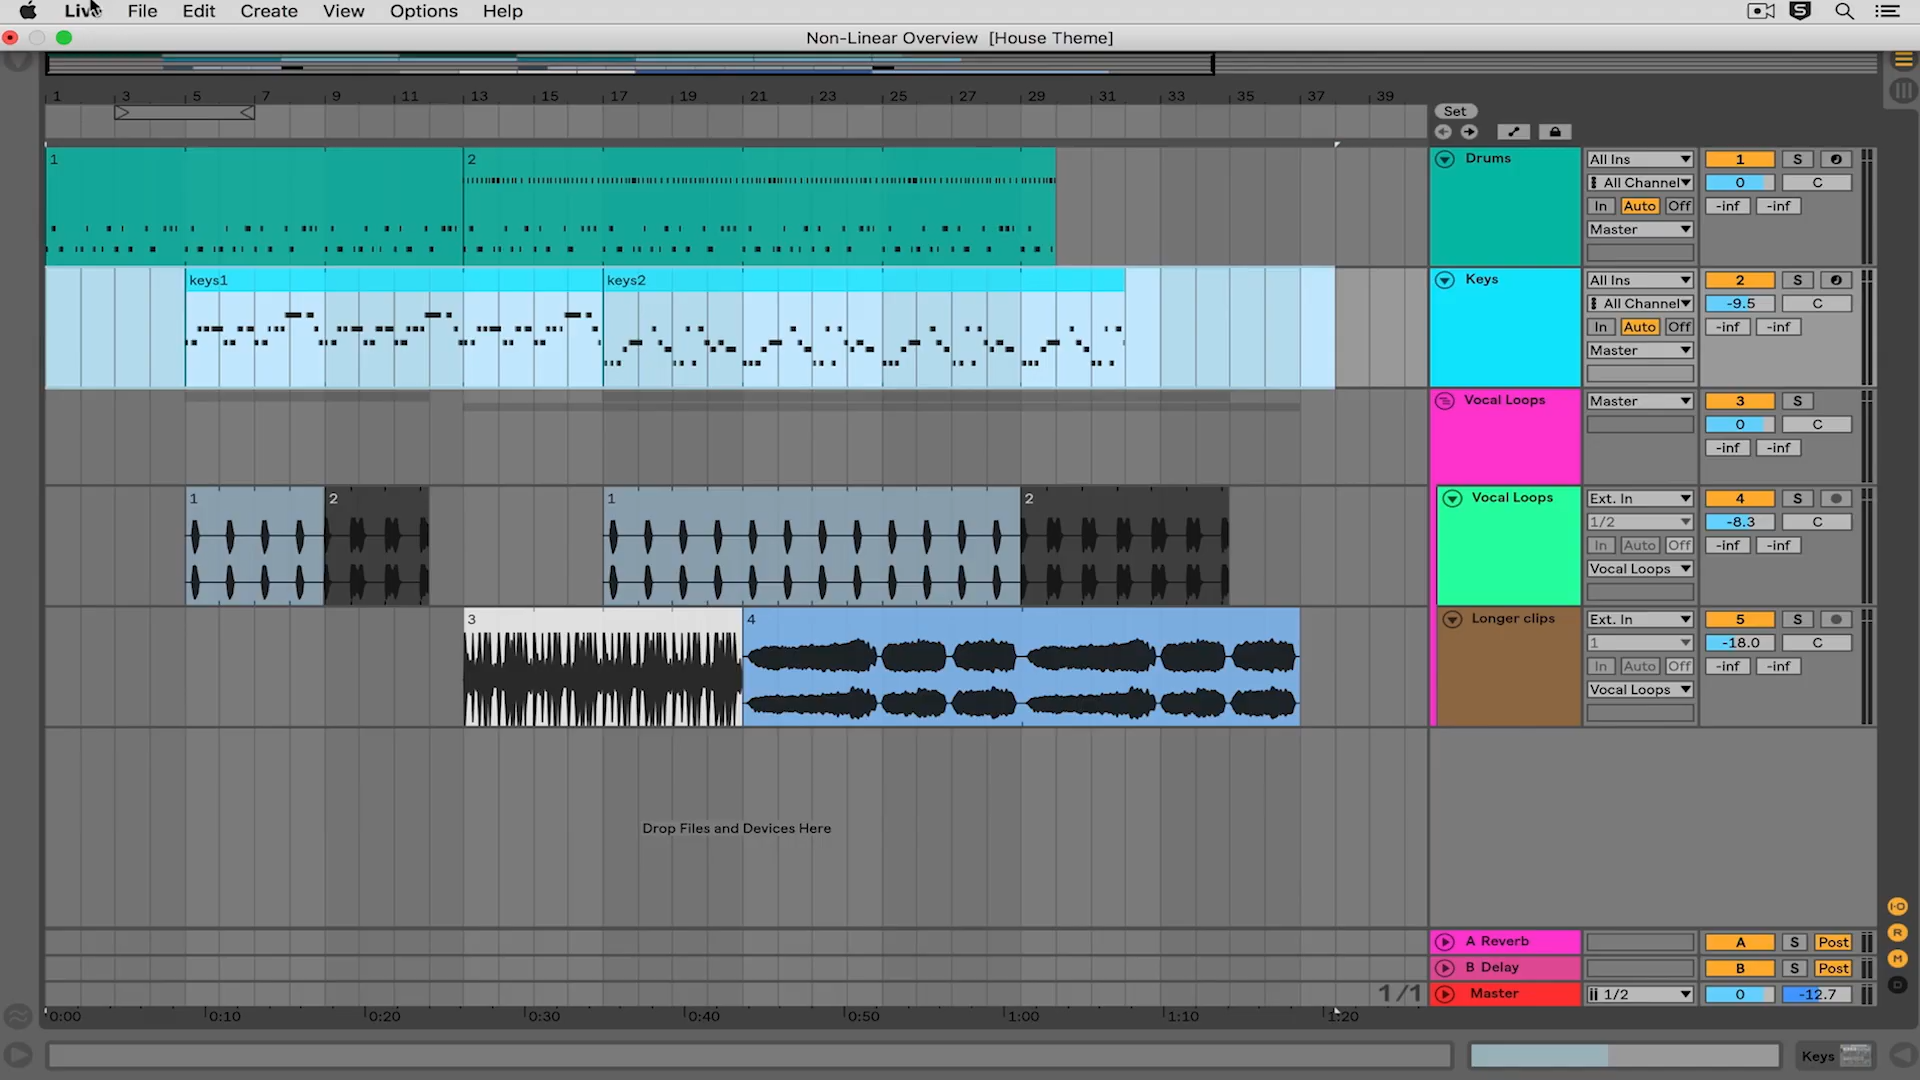 Live File Edit Create View Options Help
Non-Linear Overview [House Theme]
1 3 5 7 9 11 13 15 17 19 21 23 25 27 29 31 33 35 37 39
Set
1 2
Drums
All Ins
All Channel
In Auto Off
Master
1 S
0 C
-inf -inf
keys1 keys2
Keys
All Ins
All Channel
In Auto Off
Master
2 S
-9.5 C
-inf -inf
Vocal Loops
Master
3 S
0 C
-inf -inf
1 2 1 2
Vocal Loops
Ext. In
1/2
In Auto Off
Vocal Loops
4 S
-8.3 C
-inf -inf
3 4
Longer clips
Ext. In
1
In Auto Off
Vocal Loops
5 S
-18.0 C
-inf -inf
Drop Files and Devices Here
A Reverb A S Post
B Delay B S Post
1/1
Master 1/2 0 -12.7
0:00 0:10 0:20 0:30 0:40 0:50 1:00 1:10 1:20
I-O
R
M
D
Keys